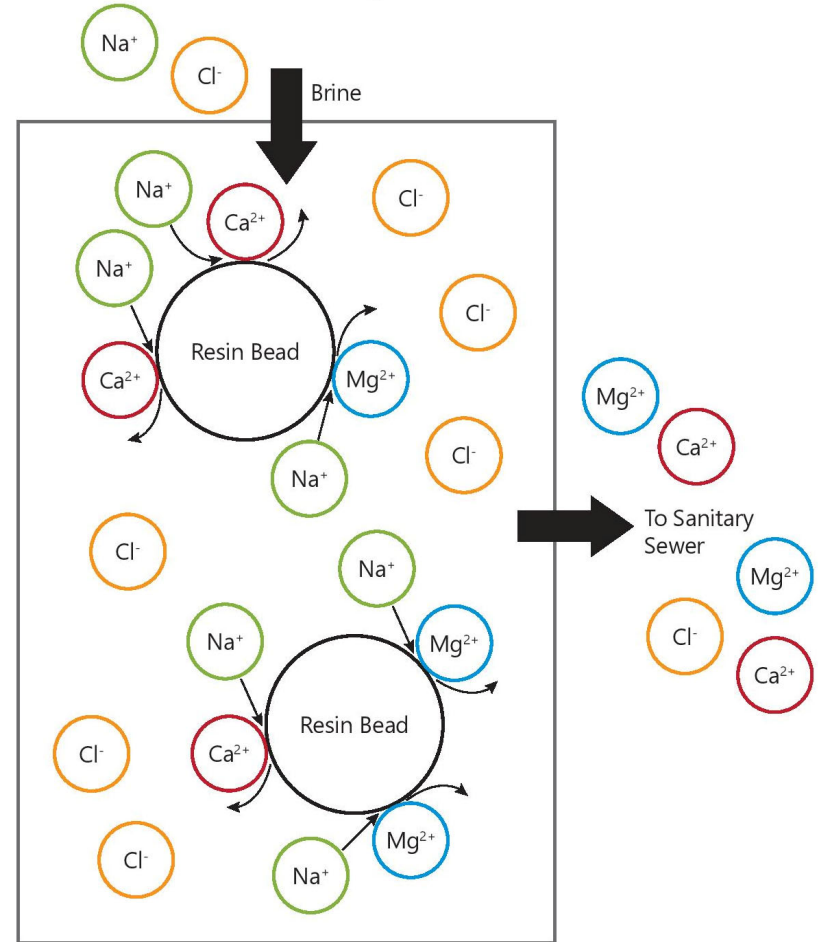 Na⁺
Cl⁻
Brine
Na⁺
Ca²⁺
Cl⁻
Na⁺
Cl⁻
Resin Bead
Ca²⁺
Mg²⁺
Mg²⁺
Ca²⁺
Cl⁻
Na⁺
To Sanitary
Sewer
Cl⁻
Na⁺
Mg²⁺
Na⁺
Mg²⁺
Cl⁻
Ca²⁺
Resin Bead
Cl⁻
Ca²⁺
Mg²⁺
Cl⁻
Na⁺